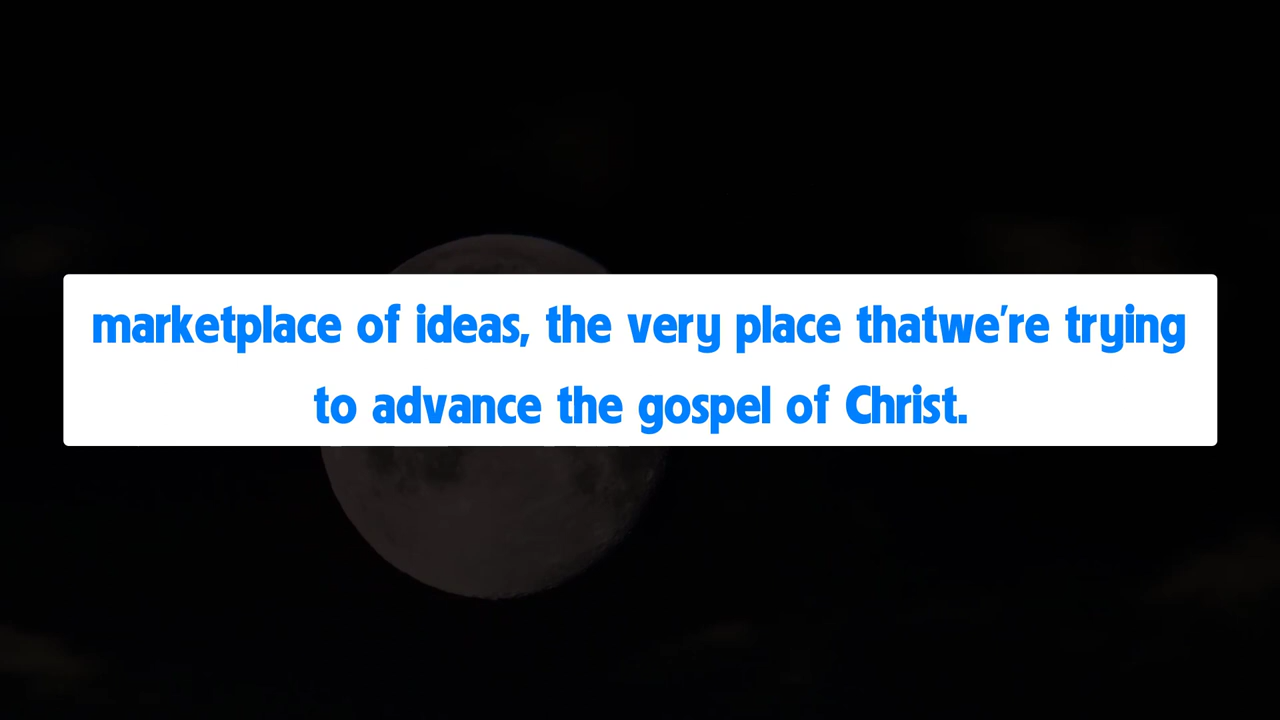 marketplace of ideas, the very place thatwe're trying
to advance the gospel of Christ.